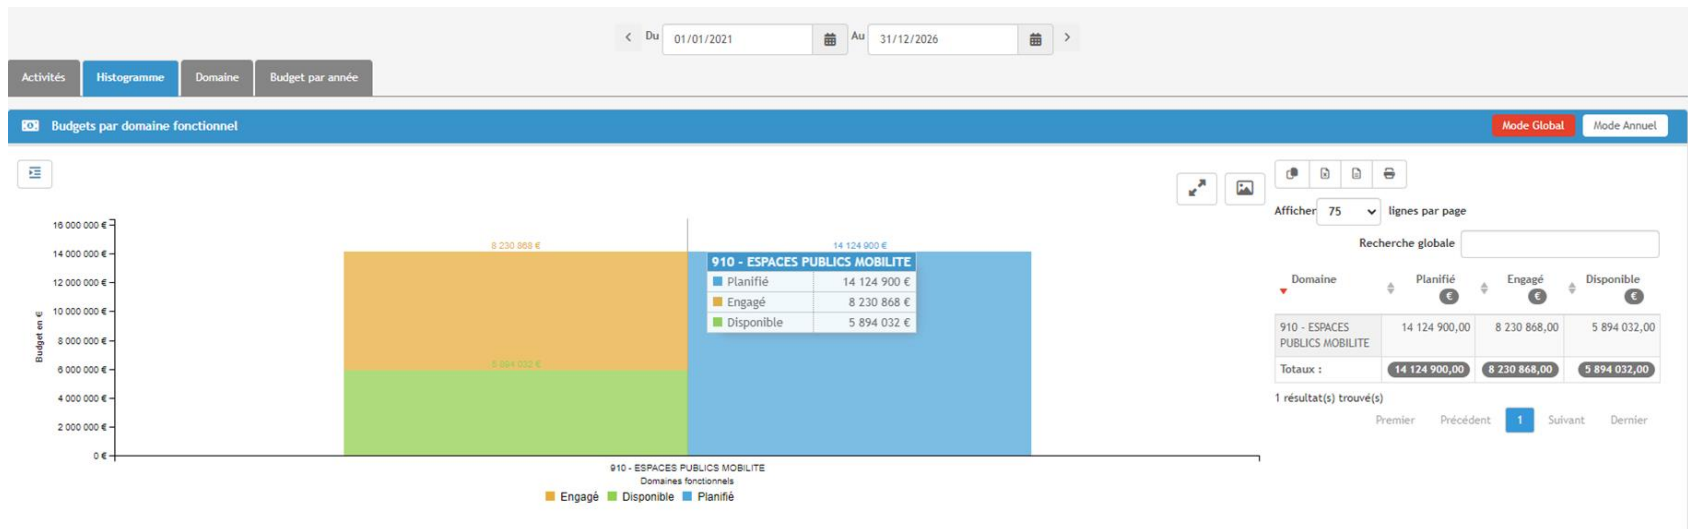 Du 01/01/2021 Au 31/12/2026
Activités Histogramme Domaine Budget par année
Budgets par domaine fonctionnel Mode Global Mode Annuel
Afficher 75 lignes par page
Recherche globale
Domaine Planifié Engagé Disponible
€ € €
910 - ESPACES 14 124 900,00 8 230 868,00 5 894 032,00
PUBLICS MOBILITE
Totaux : 14 124 900,00 8 230 868,00 5 894 032,00
1 résultat(s) trouvé(s)
Premier Précédent 1 Suivant Dernier
Budget en €
16 000 000 €
14 000 000 €
12 000 000 €
10 000 000 €
8 000 000 €
6 000 000 €
4 000 000 €
2 000 000 €
0 €
8 230 868 € 14 124 900 €
5 894 032 €
910 - ESPACES PUBLICS MOBILITE
Planifié 14 124 900 €
Engagé 8 230 868 €
Disponible 5 894 032 €
910 - ESPACES PUBLICS MOBILITE
Domaines fonctionnels
Engagé Disponible Planifié